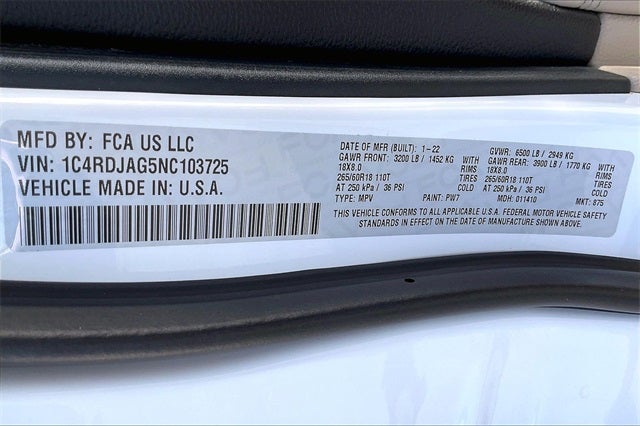 MFD BY: FCA US LLC
VIN: 1C4RDJAG5NC103725
VEHICLE MADE IN: U.S.A.
DATE OF MFR (BUILT): 1-22 GVWR: 6500 LB / 2949 KG
GAWR FRONT: 3200 LB / 1452 KG WITH GAWR REAR: 3900 LB / 1770 KG WITH
18X8.0 RIMS 18X8.0 RIMS
265/60R18 110T TIRES 265/60R18 110T TIRES
AT 250 kPa / 36 PSI COLD AT 250 kPa / 36 PSI COLD
TYPE: MPV PAINT: PW7 MDH: 011410 MKT: 875
THIS VEHICLE CONFORMS TO ALL APPLICABLE U.S.A. FEDERAL MOTOR VEHICLE SAFETY
STANDARDS IN EFFECT ON THE DATE OF MANUFACTURE SHOWN ABOVE.